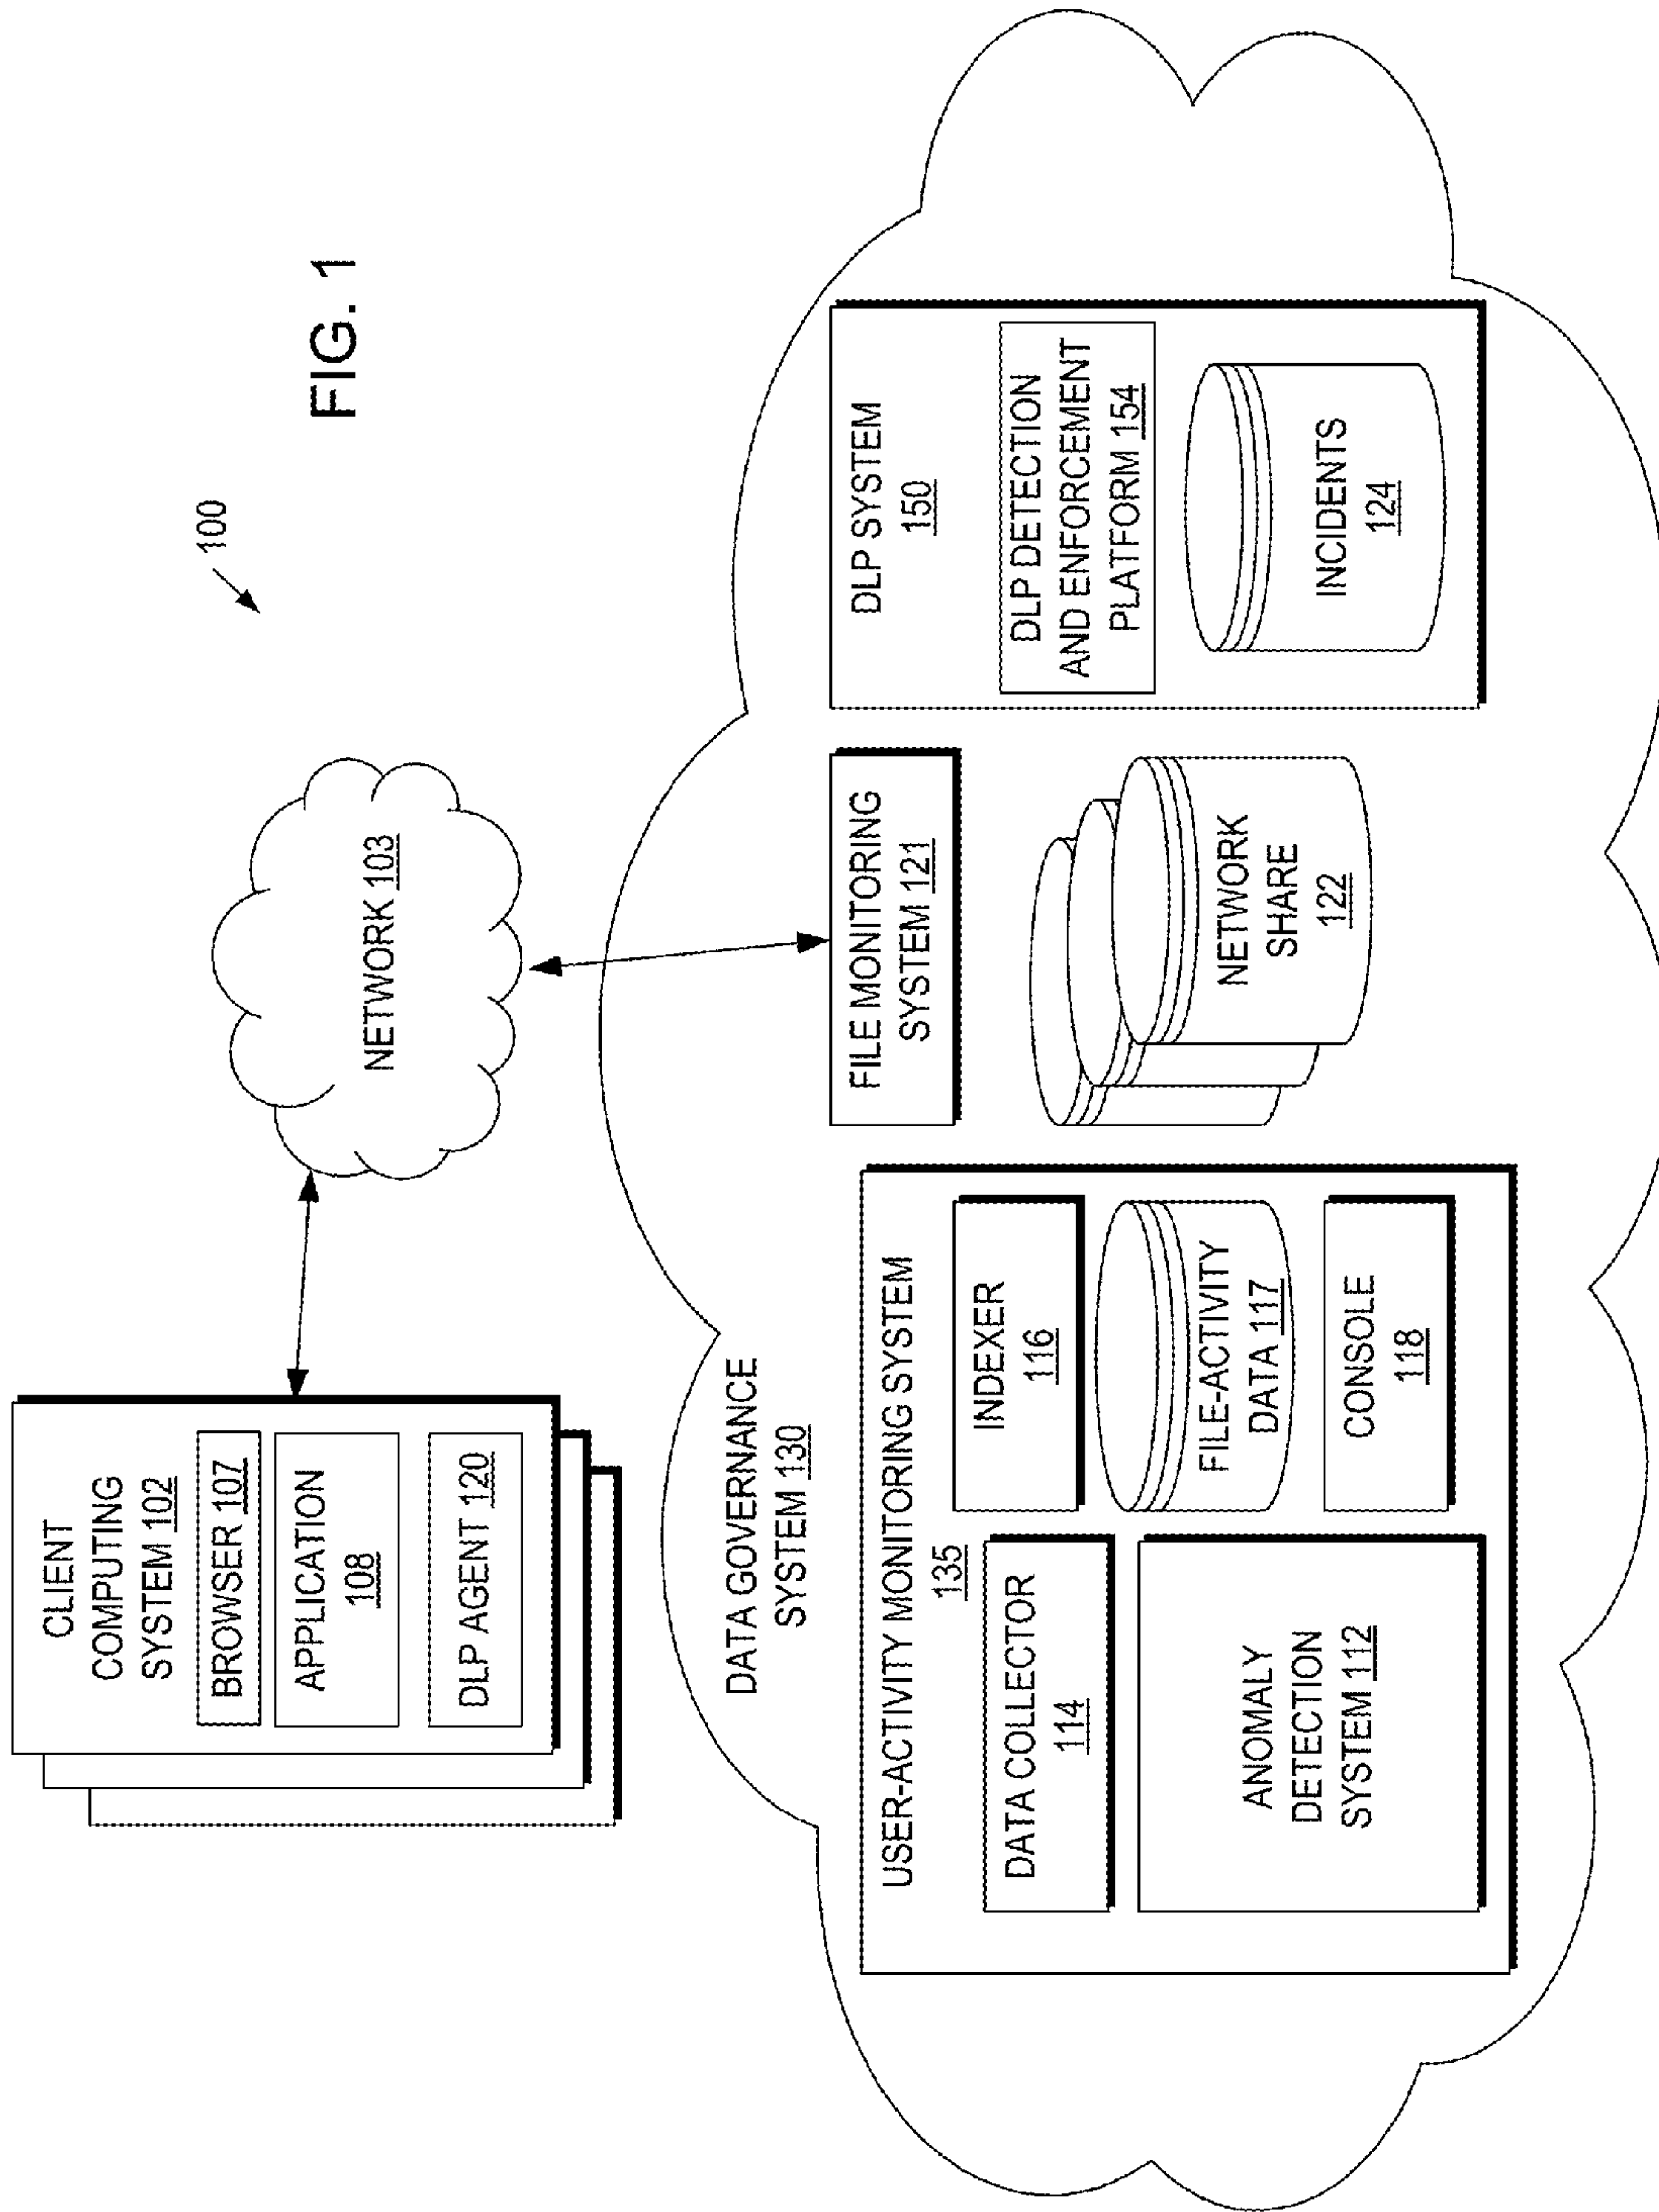 FIG. 1
100
CLIENT
COMPUTING
SYSTEM 102
BROWSER 107
APPLICATION
108
DLP AGENT 120
NETWORK 103
DATA GOVERNANCE
SYSTEM 130
USER-ACTIVITY MONITORING SYSTEM
135
DATA COLLECTOR
114
ANOMALY
DETECTION
SYSTEM 112
INDEXER
116
FILE-ACTIVITY
DATA 117
CONSOLE
118
FILE MONITORING
SYSTEM 121
NETWORK
SHARE
122
DLP SYSTEM
150
DLP DETECTION
AND ENFORCEMENT
PLATFORM 154
INCIDENTS
124